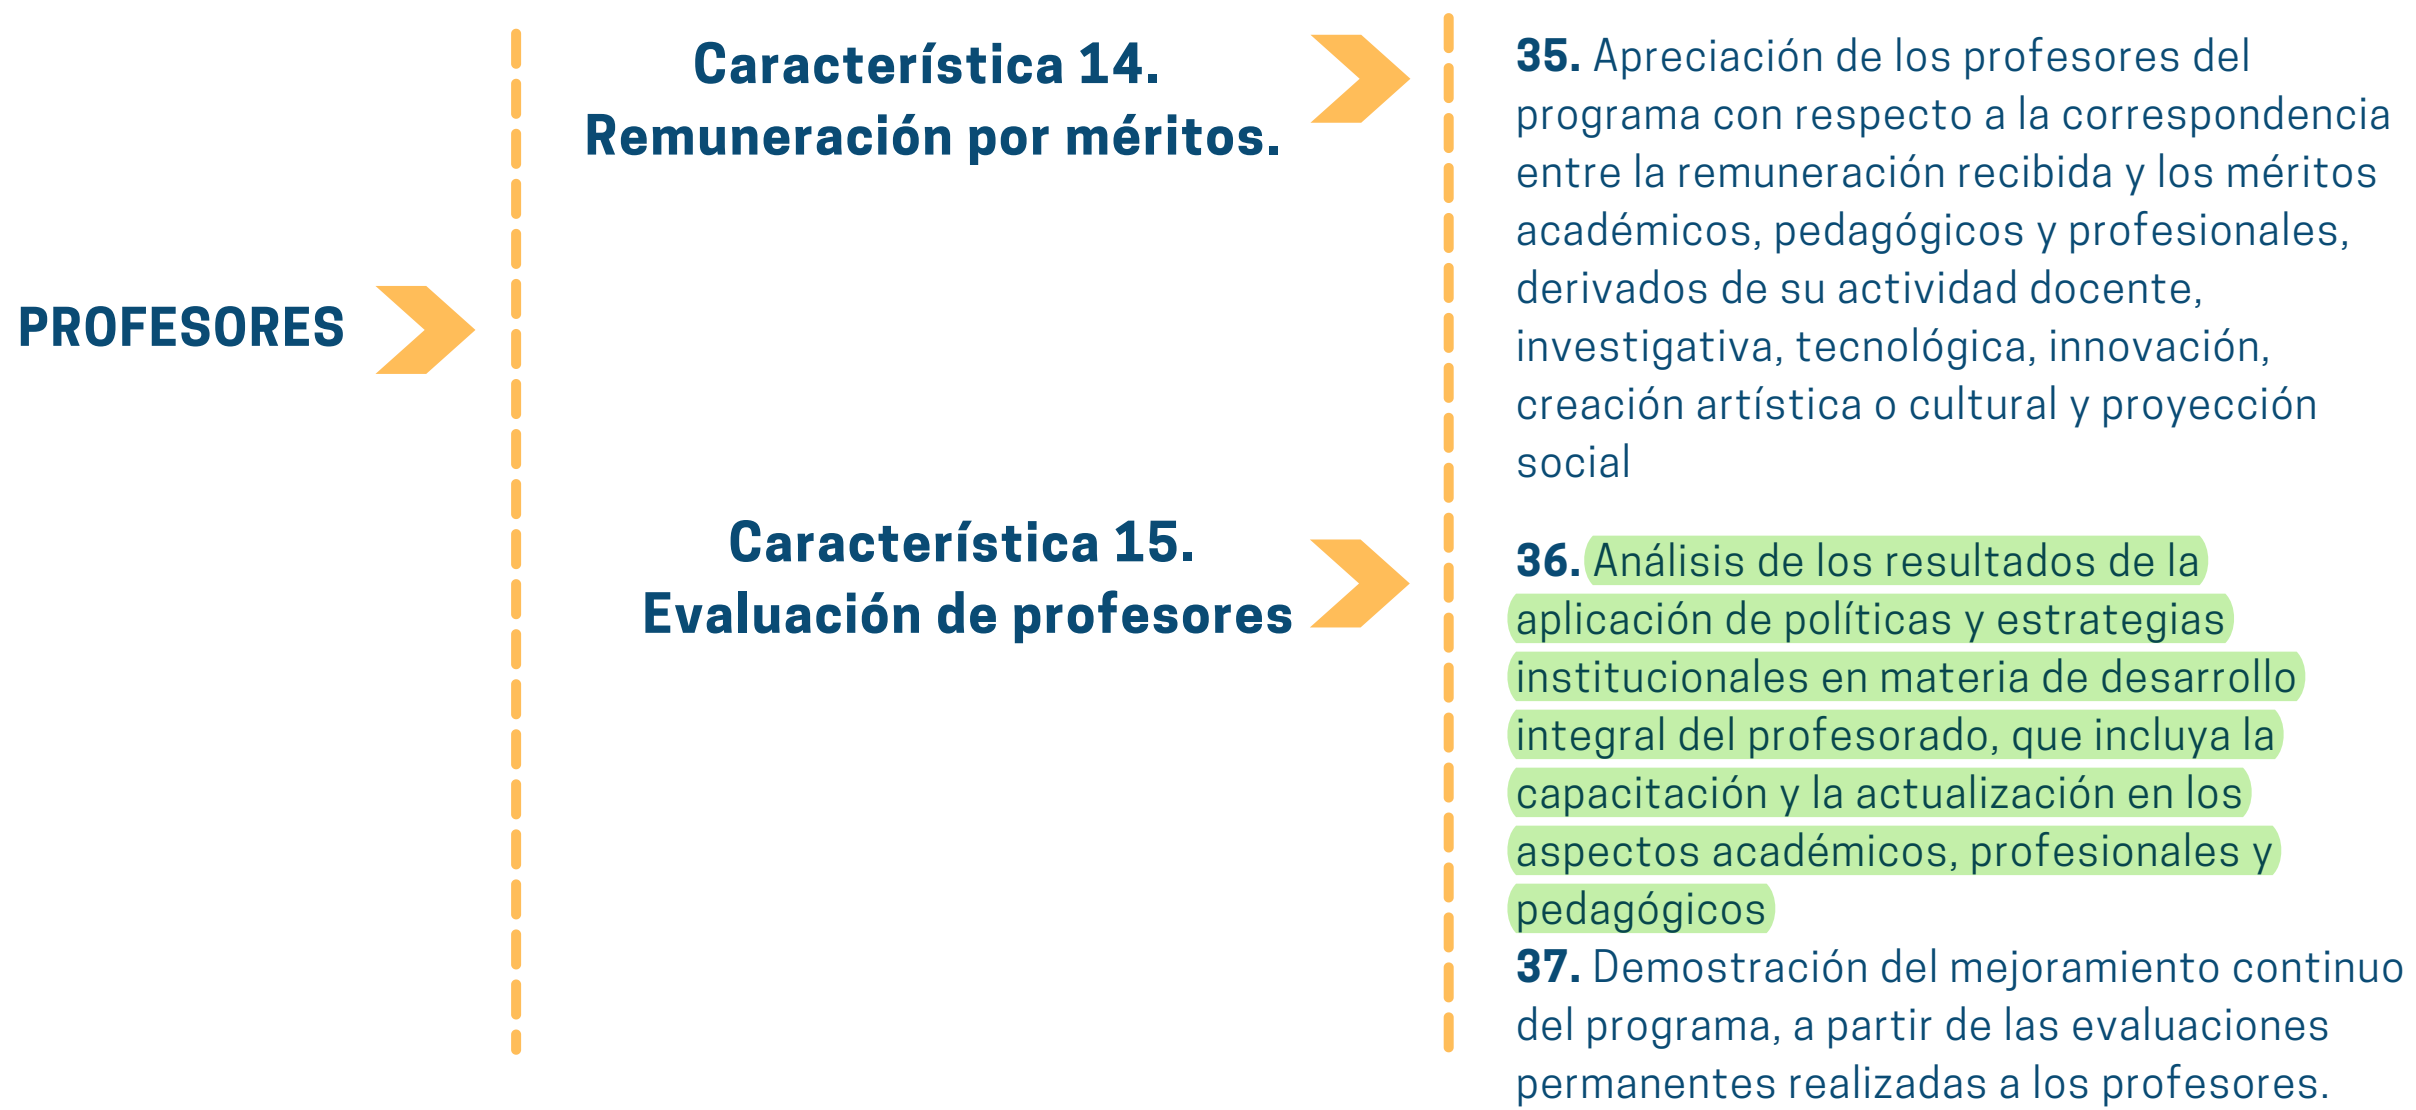 PROFESORES
Característica 14.
Remuneración por méritos.
35. Apreciación de los profesores del
programa con respecto a la correspondencia
entre la remuneración recibida y los méritos
académicos, pedagógicos y profesionales,
derivados de su actividad docente,
investigativa, tecnológica, innovación,
creación artística o cultural y proyección
social
Característica 15.
Evaluación de profesores
36. Análisis de los resultados de la
aplicación de políticas y estrategias
institucionales en materia de desarrollo
integral del profesorado, que incluya la
capacitación y la actualización en los
aspectos académicos, profesionales y
pedagógicos
37. Demostración del mejoramiento continuo
del programa, a partir de las evaluaciones
permanentes realizadas a los profesores.